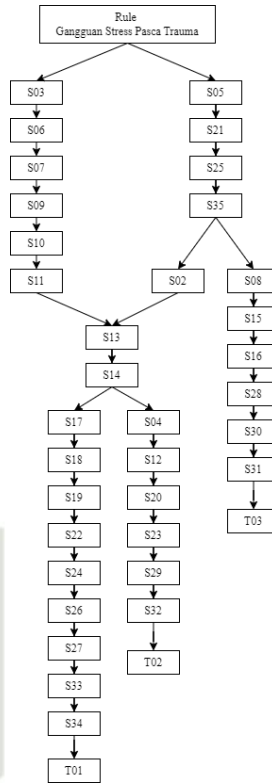 Rule
Gangguan Stress Pasca Trauma
S03
S05
S06
S21
S07
S25
S09
S35
S10
S11
S02
S08
S13
S15
S14
S16
S17
S04
S28
S18
S12
S30
S19
S20
S31
S22
S23
T03
S24
S29
S26
S32
S27
T02
S33
S34
T01